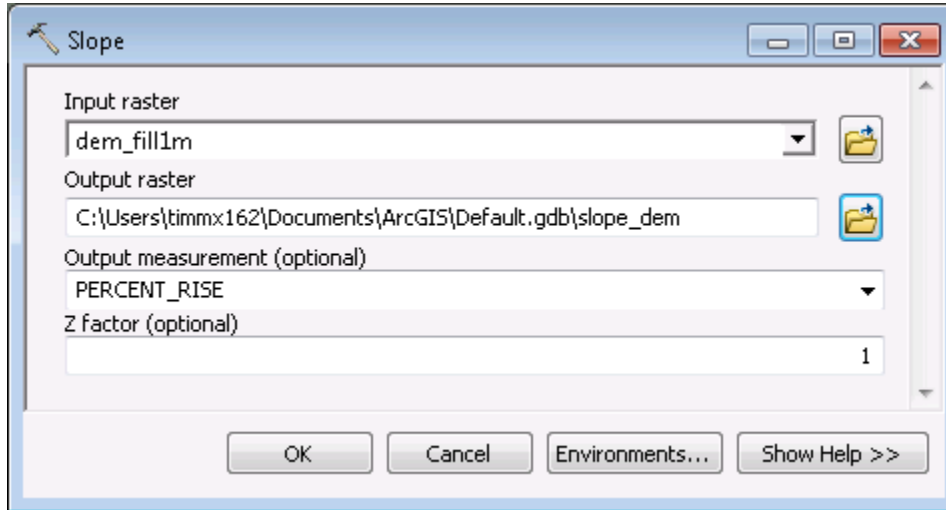 Slope
Input raster
dem_fill1m
Output raster
C:\Users\timmx162\Documents\ArcGIS\Default.gdb\slope_dem
Output measurement (optional)
PERCENT_RISE
Z factor (optional)
1
OK Cancel Environments... Show Help >>